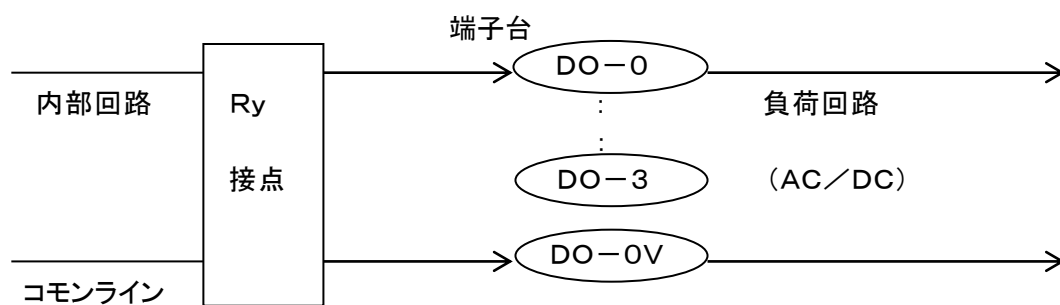 端子台
DO－0
内部回路
Ry
：
負荷回路
：
接点
DO－3
（AC／DC）
DO－0V
コモンライン